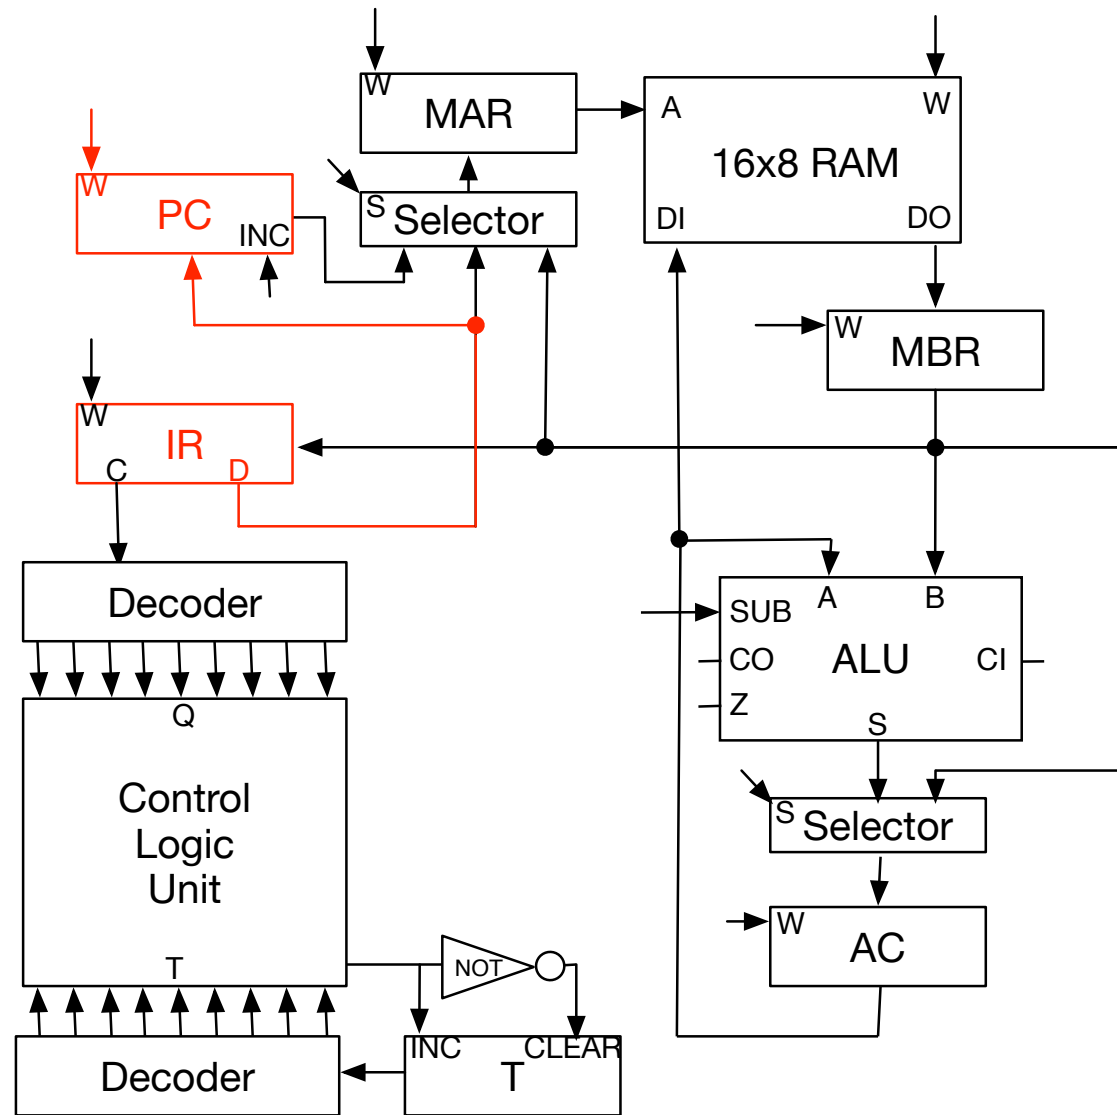 W
MAR
A
W
16x8 RAM
DI
DO
W
PC
INC
S
Selector
W
MBR
W
IR
C
D
Decoder
A
B
SUB
CO
ALU
CI
Z
S
Q
Control
Logic
Unit
T
S
Selector
W
AC
NOT
INC
CLEAR
T
Decoder